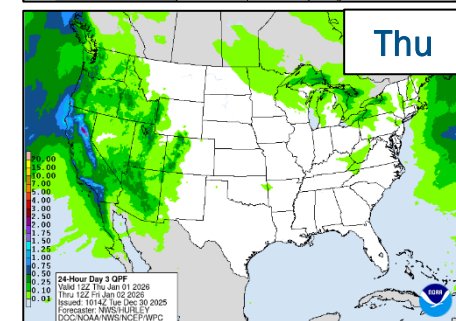 Thu
20.00
15.00
10.00
7.00
5.00
4.00
3.00
2.50
2.00
1.75
1.50
1.25
1.00
0.75
0.50
0.25
0.10
0.01
24-Hour Day 3 QPF
Valid 12Z Thu Jan 01 2026
Thru 12Z Fri Jan 02 2026
Issued: 1014Z Tue Dec 30 2025
Forecaster: NWS/HURLEY
DOC/NOAA/NWS/NCEP/WPC
NOAA